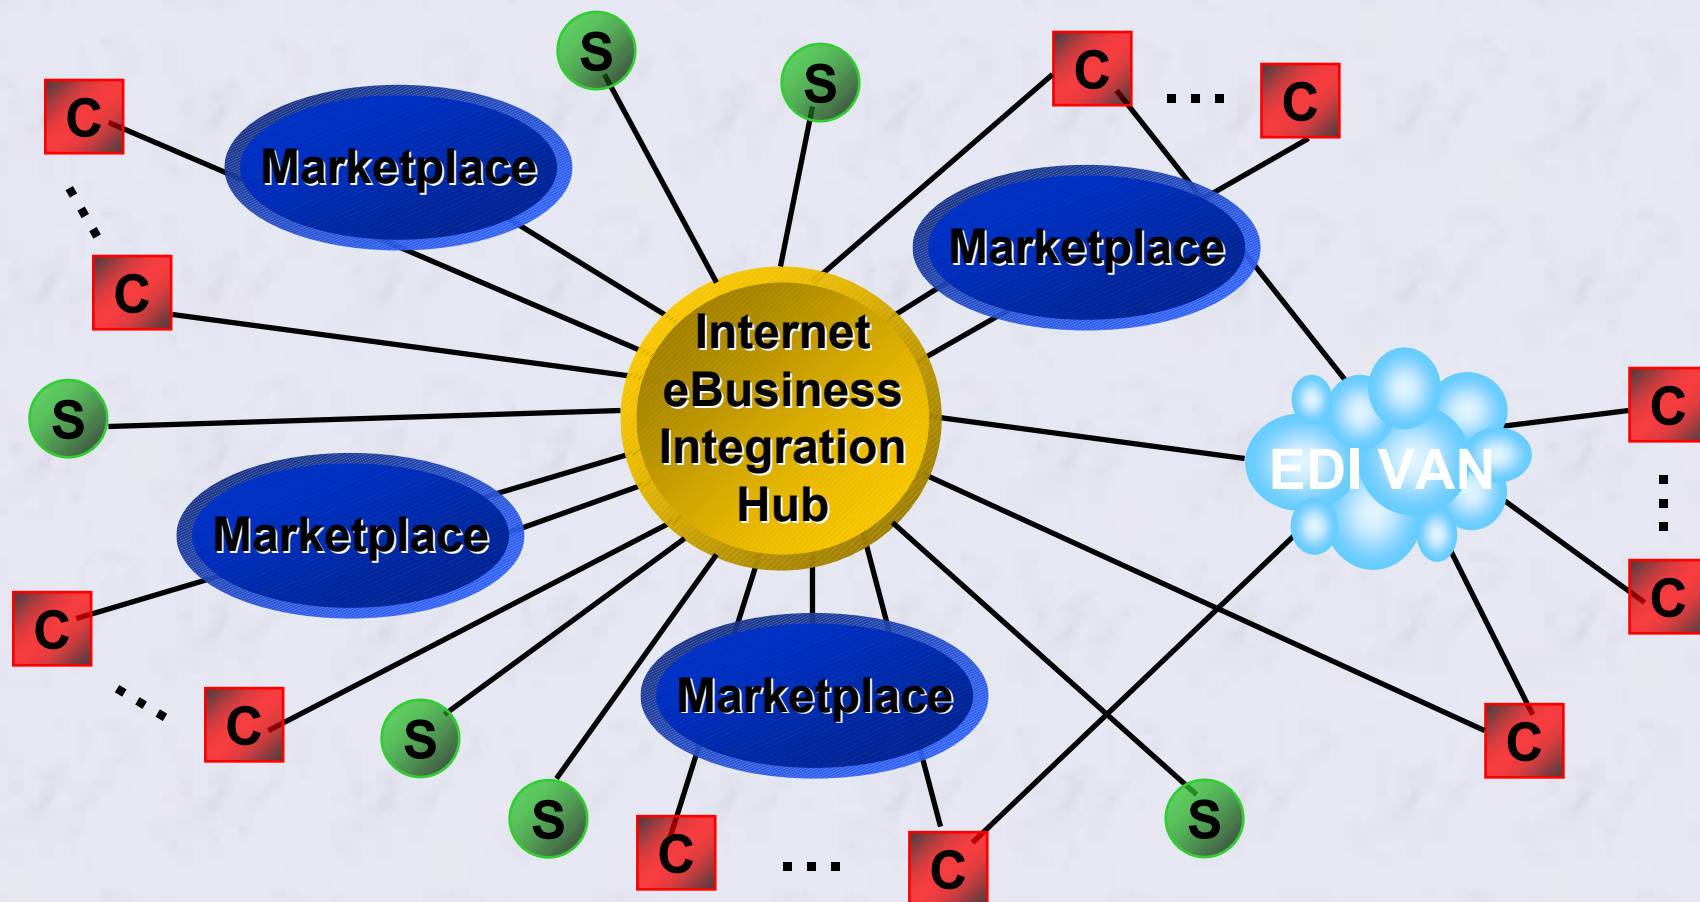 S
S
C
C
C
Marketplace
Marketplace
C
Internet
eBusiness
Integration
Hub
C
S
EDI VAN
Marketplace
C
C
C
S
Marketplace
C
C
S
S
C
C